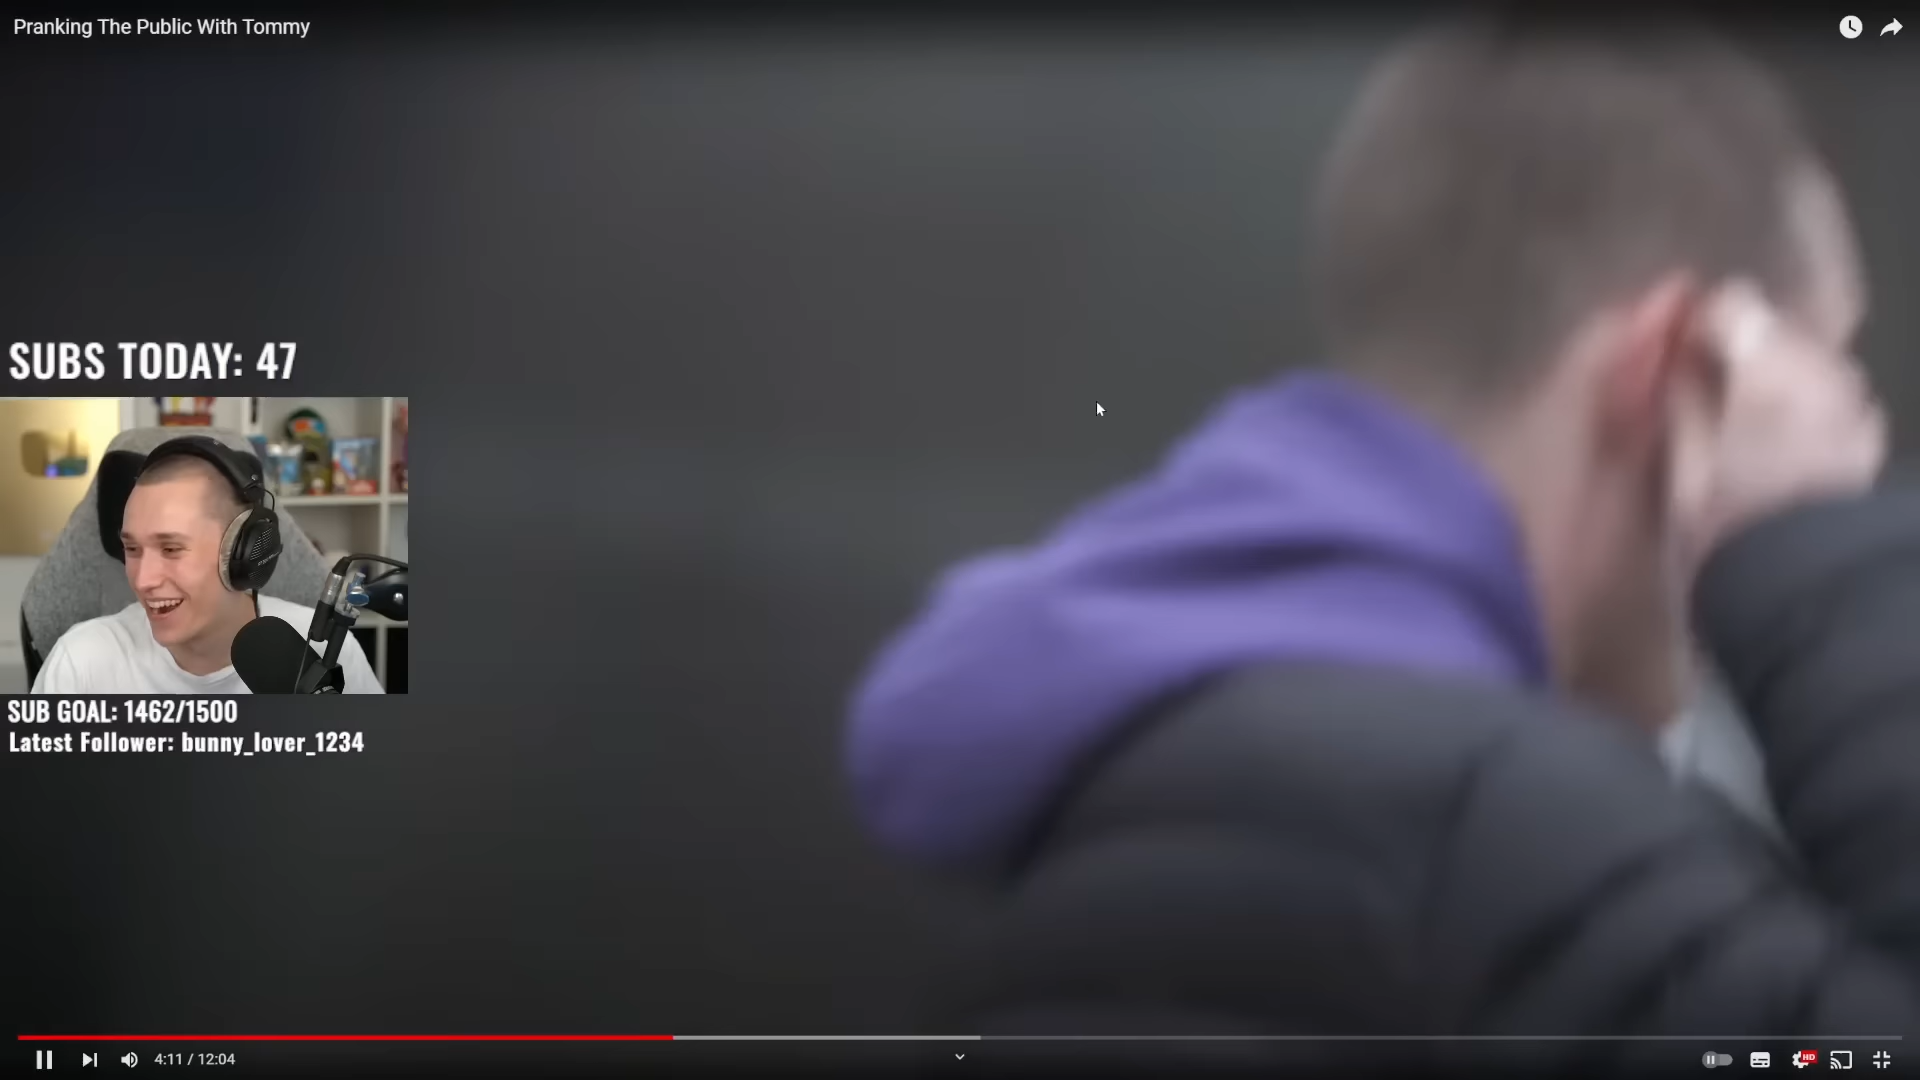 Pranking The Public With Tommy
SUBS TODAY: 47
SUB GOAL: 1462/1500
Latest Follower: bunny_lover_1234
4:11 / 12:04
HD